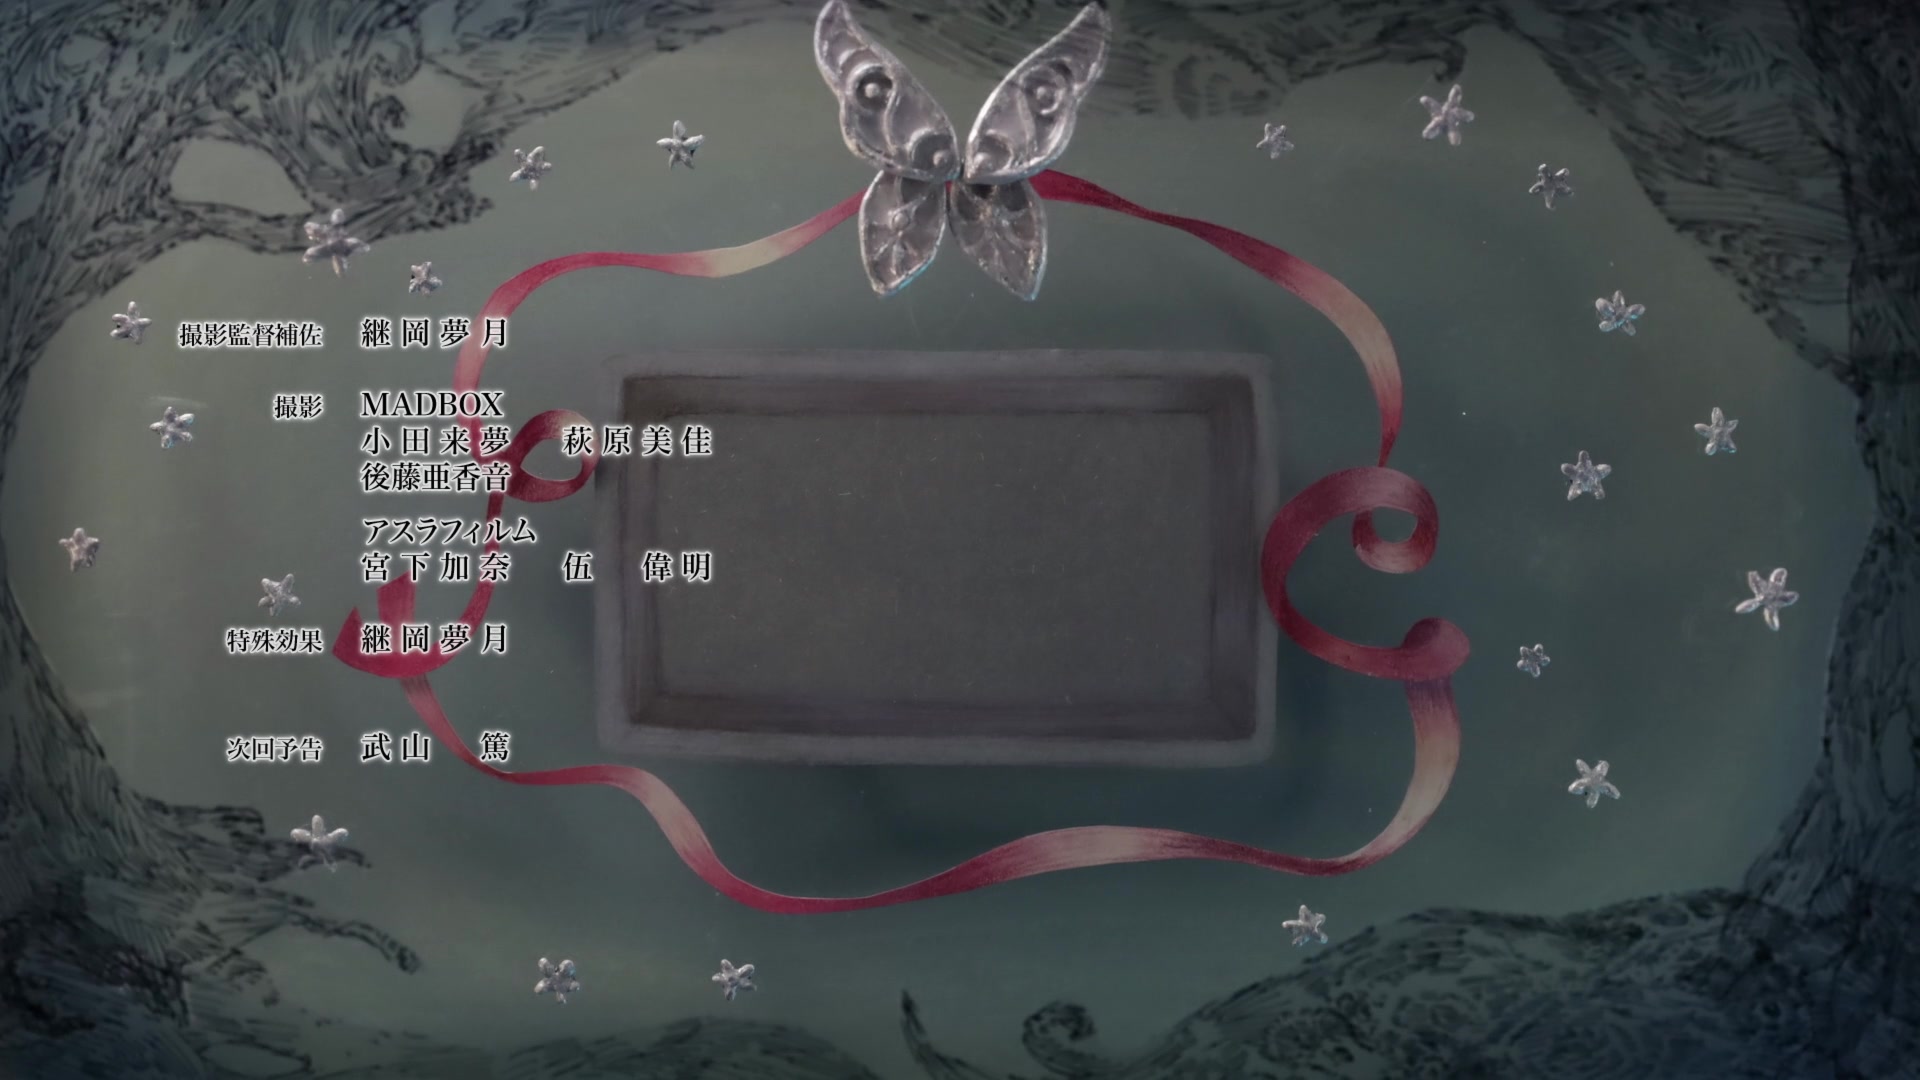 撮影監督補佐 継岡夢月
撮影 MADBOX
小田来夢 萩原美佳
後藤亜香音
アスラフィルム
宮下加奈 伍 偉明
特殊効果 継岡夢月
次回予告 武山 篤